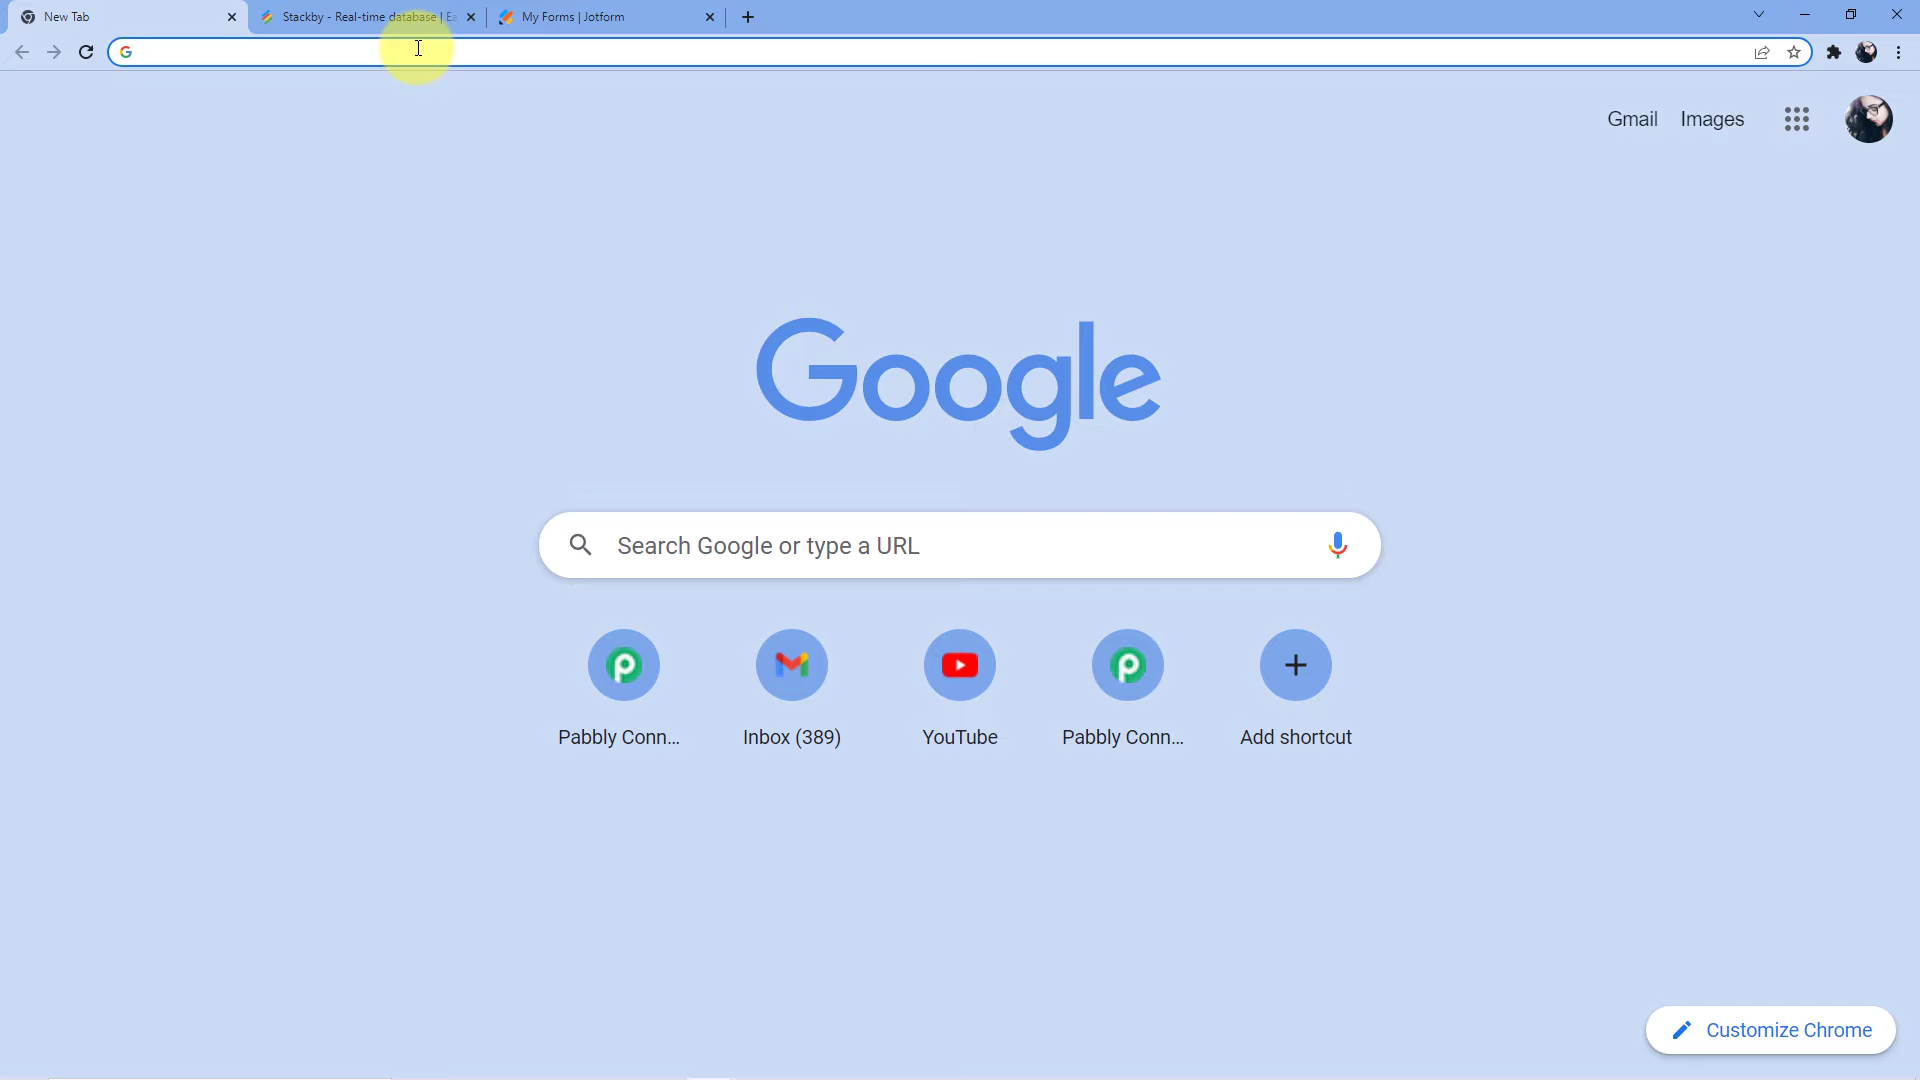 New Tab
Stackby - Real-time database | Ea
My Forms | Jotform
Gmail
Images
Google
Search Google or type a URL
Pabbly Conn...
Inbox (389)
YouTube
Pabbly Conn...
Add shortcut
Customize Chrome